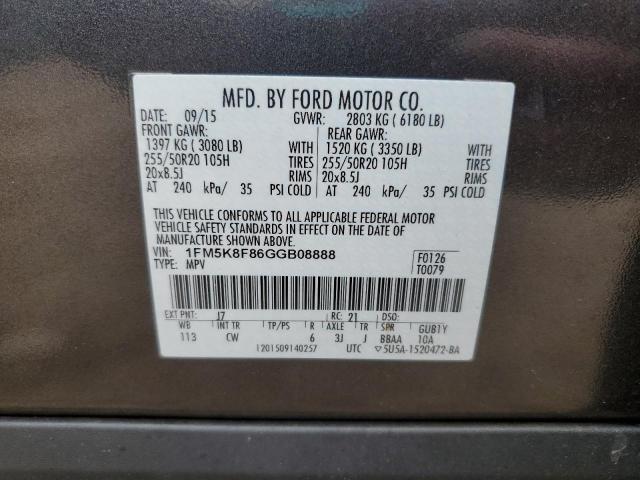 MFD. BY FORD MOTOR CO.
DATE: 09/15 GVWR: 2803 KG ( 6180 LB)
FRONT GAWR: REAR GAWR:
1397 KG ( 3080 LB) WITH 1520 KG ( 3350 LB) WITH
255/50R20 105H TIRES 255/50R20 105H TIRES
20x8.5J RIMS 20x8.5J RIMS
AT 240 kPa/ 35 PSI COLD AT 240 kPa/ 35 PSI COLD
THIS VEHICLE CONFORMS TO ALL APPLICABLE FEDERAL MOTOR
VEHICLE SAFETY STANDARDS IN EFFECT ON THE DATE OF
MANUFACTURE SHOWN ABOVE.
VIN: 1FM5K8F86GGB08888 F0126
TYPE: MPV T0079
EXT PNT: J7 RC: 21 DSO:
WB INT TR TP/PS R AXLE TR SPR GUB1Y
113 CW 6 3J J BBAA 10A
1201509140257 UTC ▽5U5A-1520472-BA